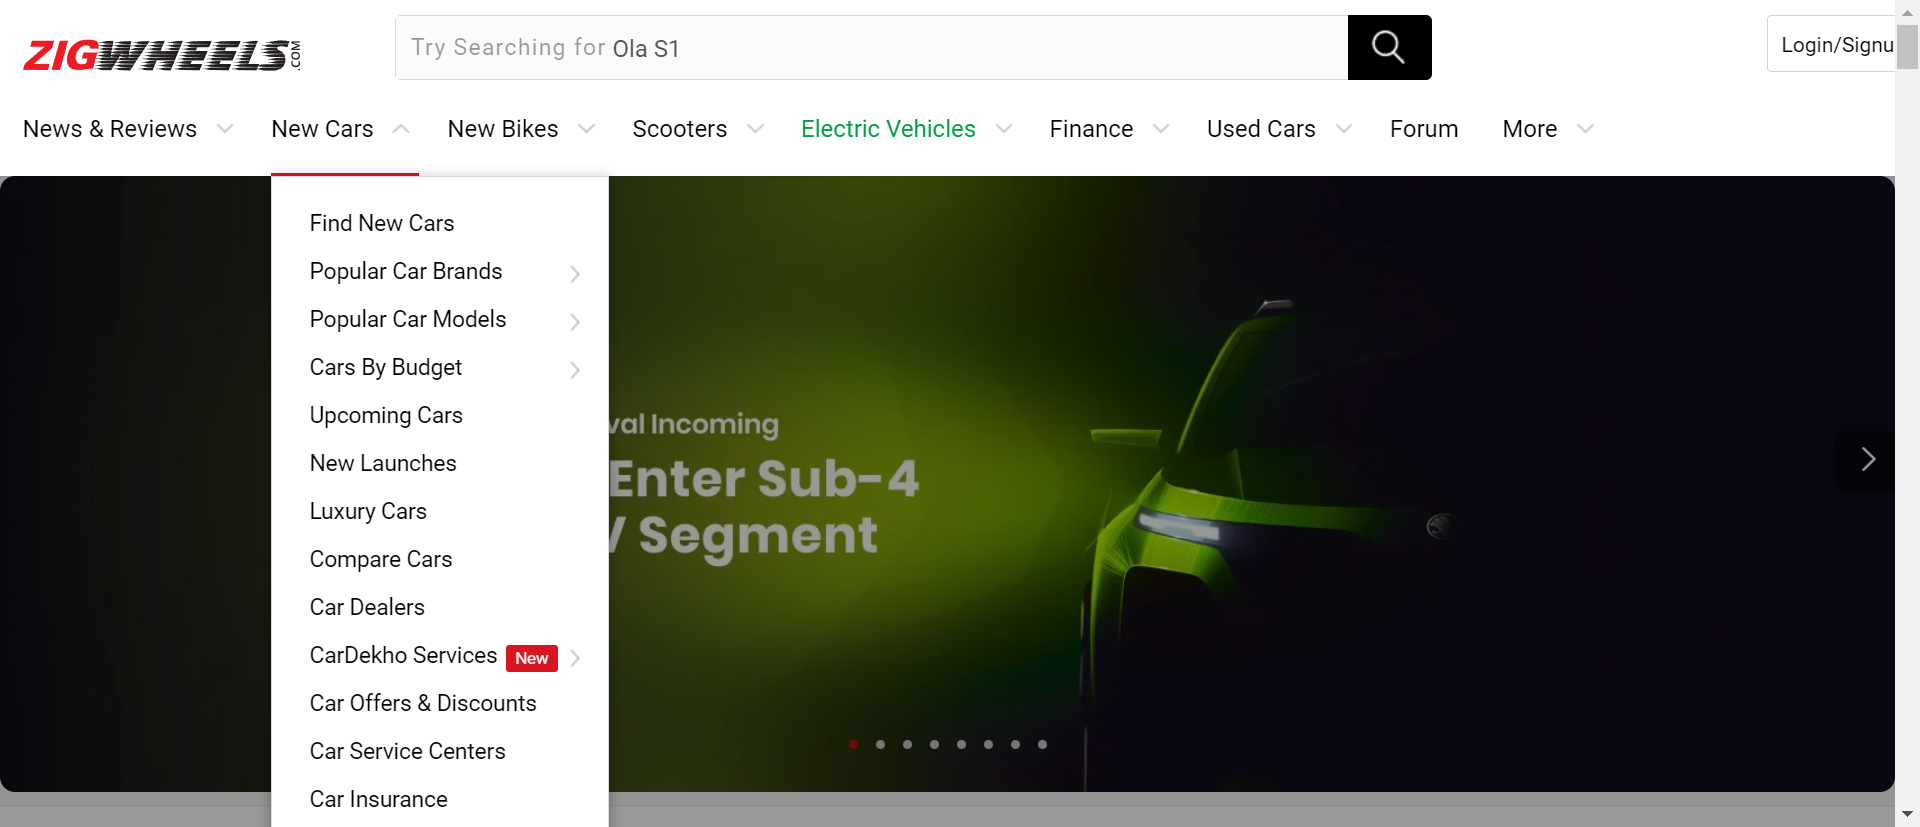 ZIGWHEELS.COM
Try Searching for Ola S1
Login/Signu
News & Reviews
New Cars
New Bikes
Scooters
Electric Vehicles
Finance
Used Cars
Forum
More
Find New Cars
Popular Car Brands
Popular Car Models
Cars By Budget
Upcoming Cars
New Launches
Luxury Cars
Compare Cars
Car Dealers
CarDekho Services New
Car Offers & Discounts
Car Service Centers
Car Insurance
val Incoming
Enter Sub-4
V Segment